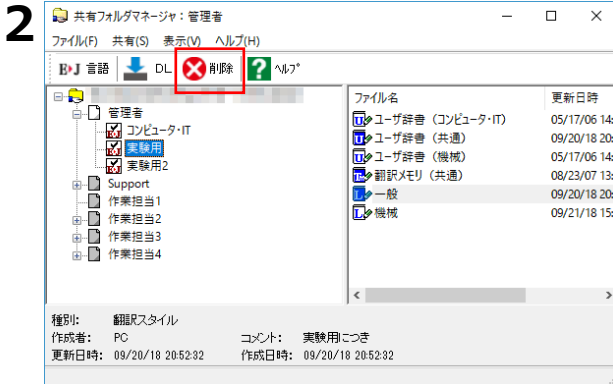 2
共有フォルダマネージャ：管理者
ファイル(F) 共有(S) 表示(V) ヘルプ(H)
E›J 言語 DL 削除 ? ﾍﾙﾌﾟ
管理者
コンピュータ・IT
実験用
実験用2
Support
作業担当1
作業担当2
作業担当3
作業担当4
ファイル名 更新日時
ユーザ辞書（コンピュータ・IT） 05/17/06 14:
ユーザ辞書（共通） 09/20/18 20:
ユーザ辞書（機械） 05/17/06 14:
翻訳メモリ（共通） 08/23/07 13:
一般 09/20/18 20:
機械 09/21/18 15:
種別: 翻訳スタイル
作成者: PC コメント: 実験用につき
更新日時: 09/20/18 20:52:32 作成日時: 09/20/18 20:52:32